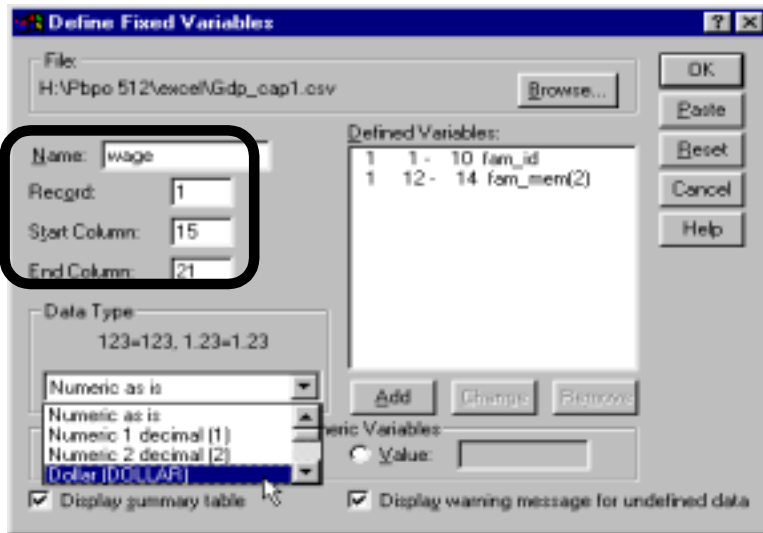 Define Fixed Variables
File:
H:\Pbpo 512\excel\Gdp_cap1.csv
Browse...
OK
Paste
Reset
Cancel
Help
Name: wage
Record: 1
Start Column: 15
End Column: 21
Defined Variables:
1 1 - 10 fam_id
1 12 - 14 fam_mem(2)
Data Type
123=123, 1.23=1.23
Numeric as is
Numeric as is
Numeric 1 decimal (1)
Numeric 2 decimal (2)
Dollar (DOLLAR)
Add
Change
Remove
eric Variables
Value:
Display summary table
Display warning message for undefined data